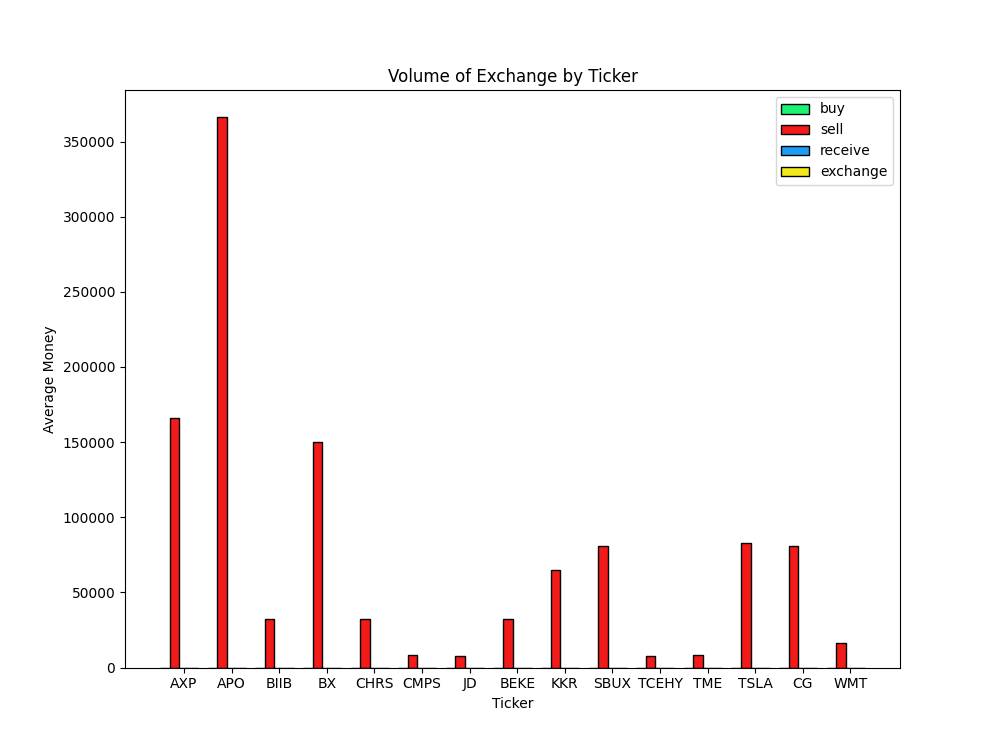 Volume of Exchange by Ticker
buy
sell
receive
exchange
350000
300000
250000
200000
150000
100000
50000
0
Average Money
AXP APO BIIB BX CHRS CMPS JD BEKE KKR SBUX TCEHY TME TSLA CG WMT
Ticker